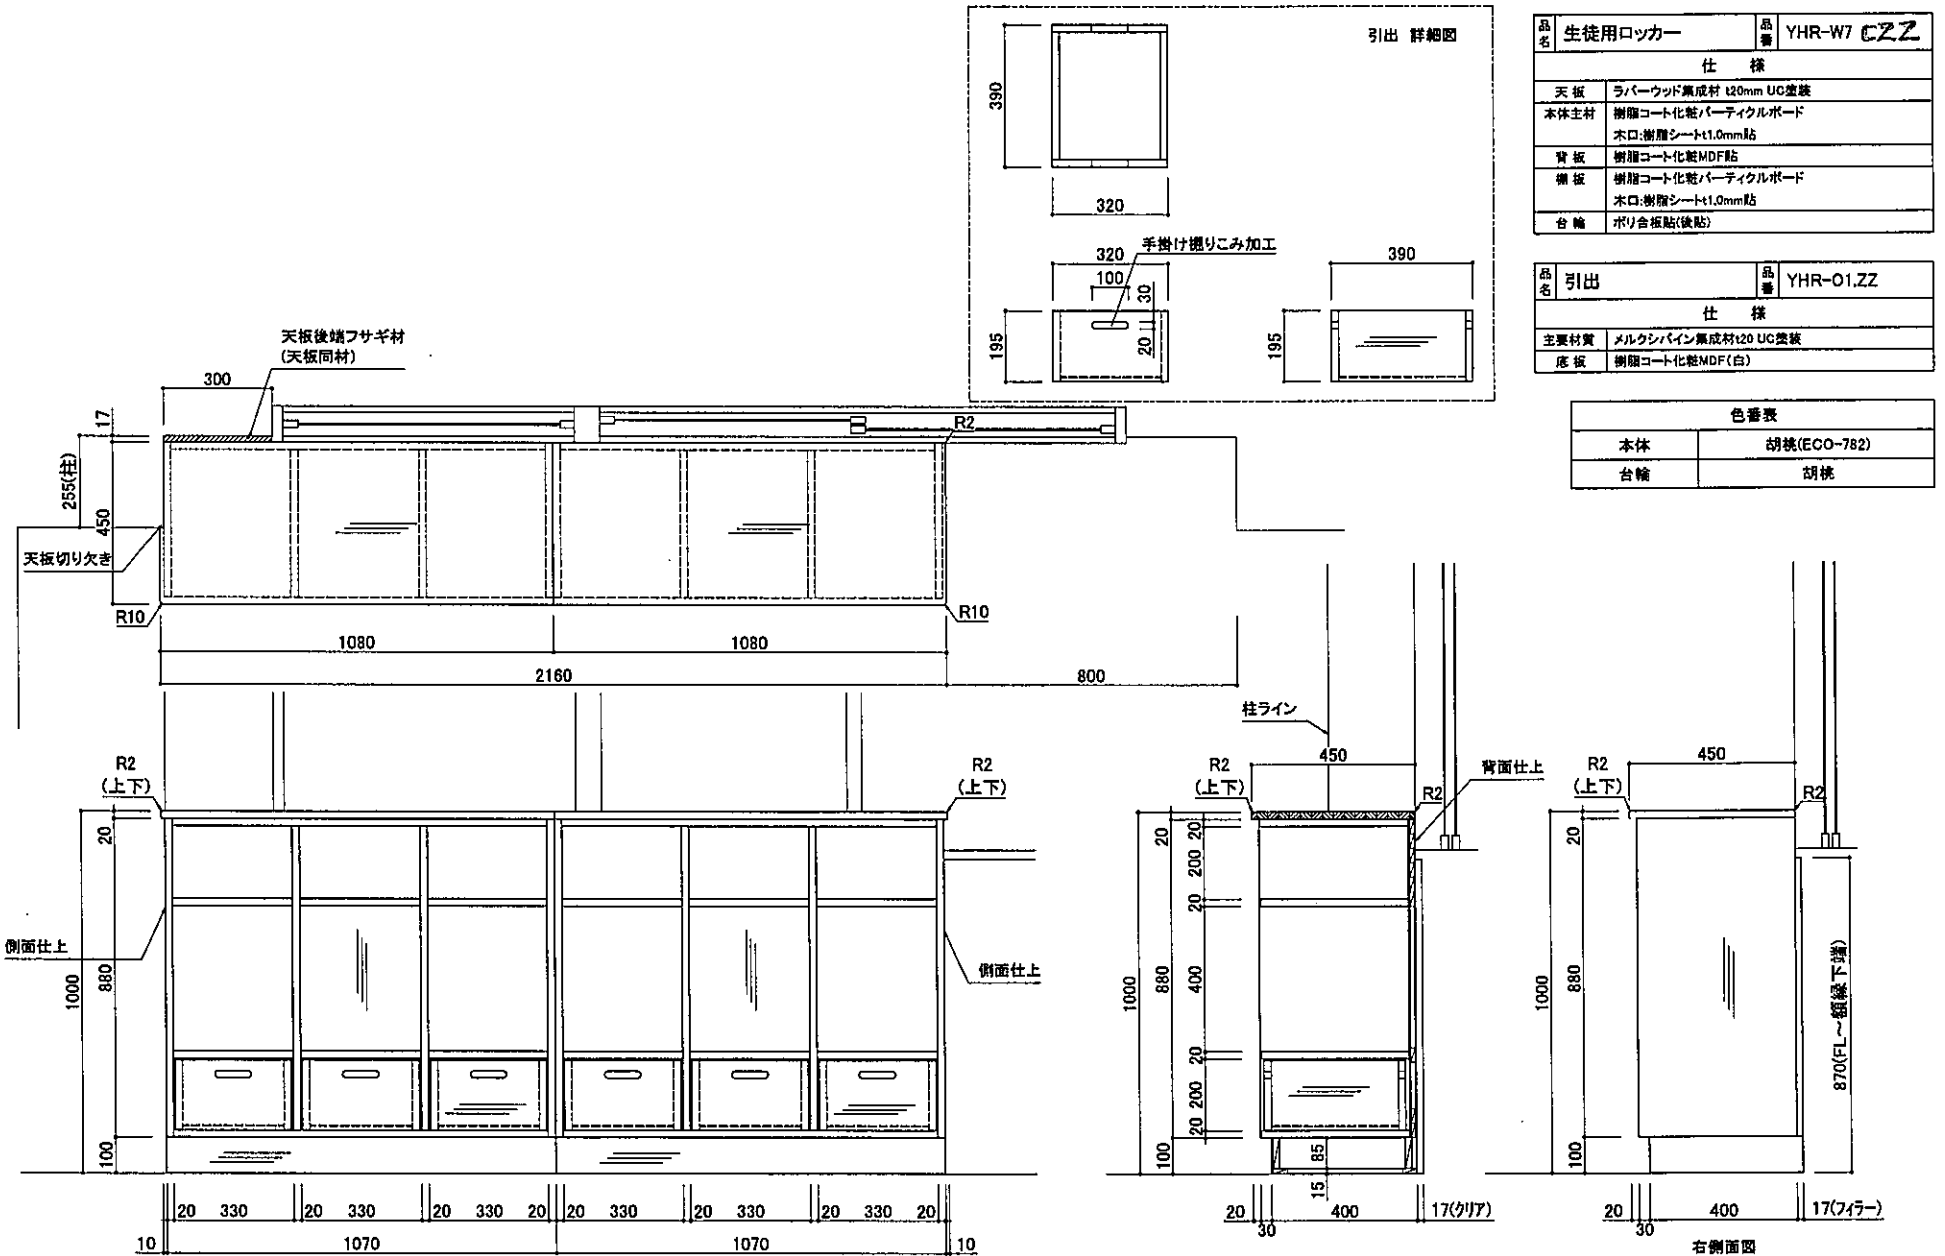 引出 詳細図
390
320
手掛け掘りこみ加工
320
100
30
20
195
390
195
品名 生徒用ロッカー 品番 YHR-W7 CZZ
仕 様
天 板 ラバーウッド集成材 t20mm UC塗装
本体主材 樹脂コート化粧パーティクルボード
木口:樹脂シートt1.0mm貼
背 板 樹脂コート化粧MDF貼
棚 板 樹脂コート化粧パーティクルボード
木口:樹脂シートt1.0mm貼
台 輪 ポリ合板貼(後貼)
品名 引出 品番 YHR-O1.ZZ
仕 様
主要材質 メルクシパイン集成材t20 UC塗装
底 板 樹脂コート化粧MDF(白)
色番表
本体 胡桃(ECO-782)
台輪 胡桃
天板後端フサギ材
(天板同材)
300
17
R2
255(柱)
450
天板切り欠き
R10
R10
1080 1080
2160 800
R2
(上下)
R2
(上下)
20
880
1000
100
側面仕上
側面仕上
20 330 20 330 20 330 20 20 330 20 330 20 330 20
10 1070 1070 10
柱ライン
450
R2
(上下)
R2
背面仕上
20
880
1000
100
20
200
20
400
20
200
20
85
15
20 30 400 17(クリア)
450
R2
(上下)
R2
20
880
1000
100
870(FL~額縁下端)
20 30 400 17(フィラー)
右側面図